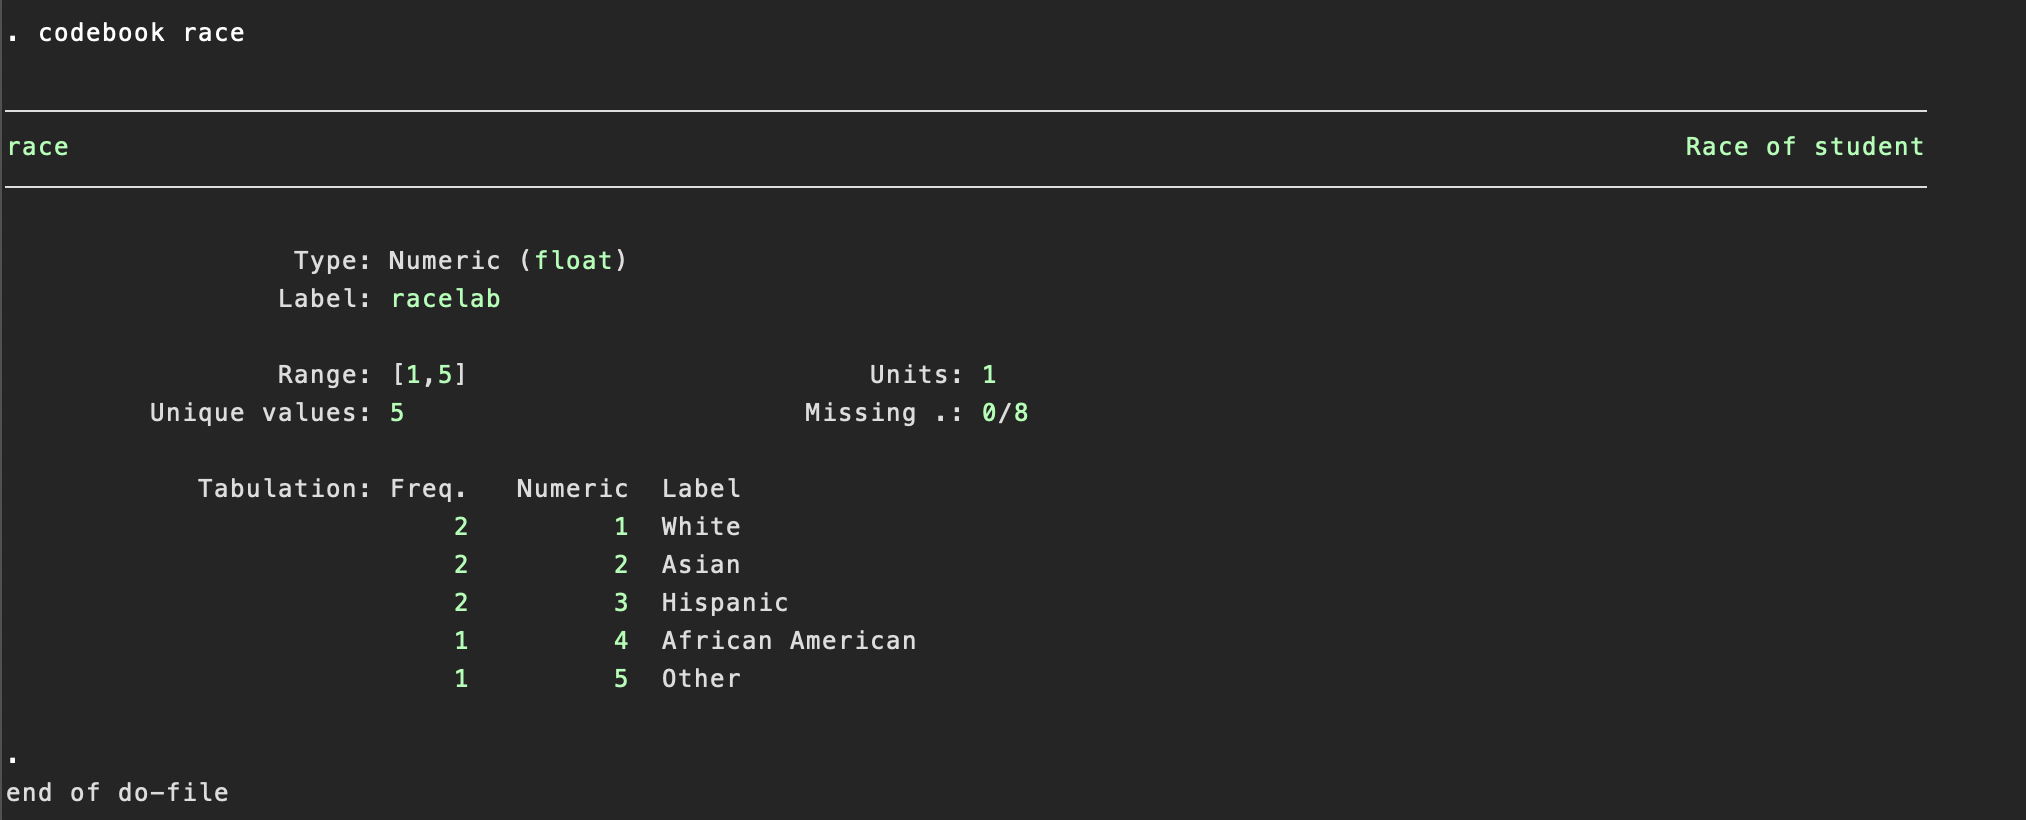 . codebook race
race Race of student
Type: Numeric (float)
Label: racelab
Range: [1,5] Units: 1
Unique values: 5 Missing .: 0/8
Tabulation: Freq. Numeric Label
2 1 White
2 2 Asian
2 3 Hispanic
1 4 African American
1 5 Other
.
end of do-file